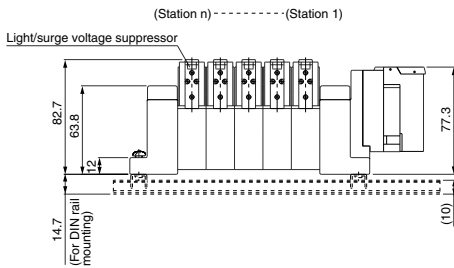 (Station n)
(Station 1)
Light/surge voltage suppressor
82.7
63.8
12
77.3
14.7
(For DIN rail
mounting)
(10)